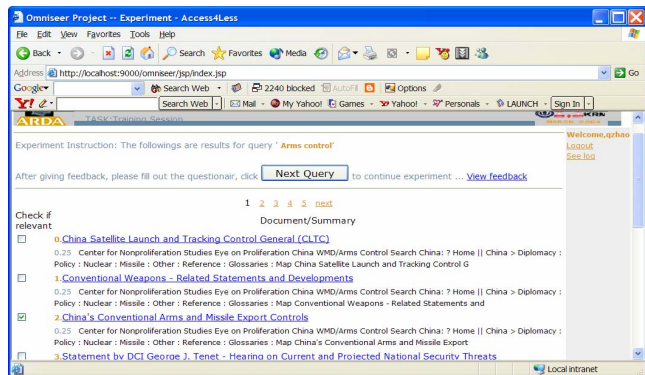 Omniseer Project -- Experiment - Access4Less
File Edit View Favorites Tools Help
Back Search Favorites Media
Address http://localhost:9000/omniseer/jsp/index.jsp Go
Google Search Web 2240 blocked AutoFill Options
Y! Search Web Mail My Yahoo! Games Yahoo! Personals LAUNCH Sign In
ARDA TASK:Training Session
Welcome,qzhao
Experiment Instruction: The followings are results for query ' Arms control'
Logout
See log
After giving feedback, please fill out the questionair, click Next Query to continue experiment ... View feedback
1 2 3 4 5 next
Check if relevant
Document/Summary
0.China Satellite Launch and Tracking Control General (CLTC)
0.25 Center for Nonproliferation Studies Eye on Proliferation China WMD/Arms Control Search China: ? Home || China > Diplomacy :
Policy : Nuclear : Missile : Other : Reference : Glossaries : Map China Satellite Launch and Tracking Control G
1.Conventional Weapons - Related Statements and Developments
0.25 Center for Nonproliferation Studies Eye on Proliferation China WMD/Arms Control Search China: ? Home || China > Diplomacy :
Policy : Nuclear : Missile : Other : Reference : Glossaries : Map Conventional Weapons - Related Statements and
2.China's Conventional Arms and Missile Export Controls
0.25 Center for Nonproliferation Studies Eye on Proliferation China WMD/Arms Control Search China: ? Home || China > Diplomacy :
Policy : Nuclear : Missile : Other : Reference : Glossaries : Map China's Conventional Arms and Missile Export
3.Statement by DCI George J. Tenet - Hearing on Current and Projected National Security Threats
Local intranet